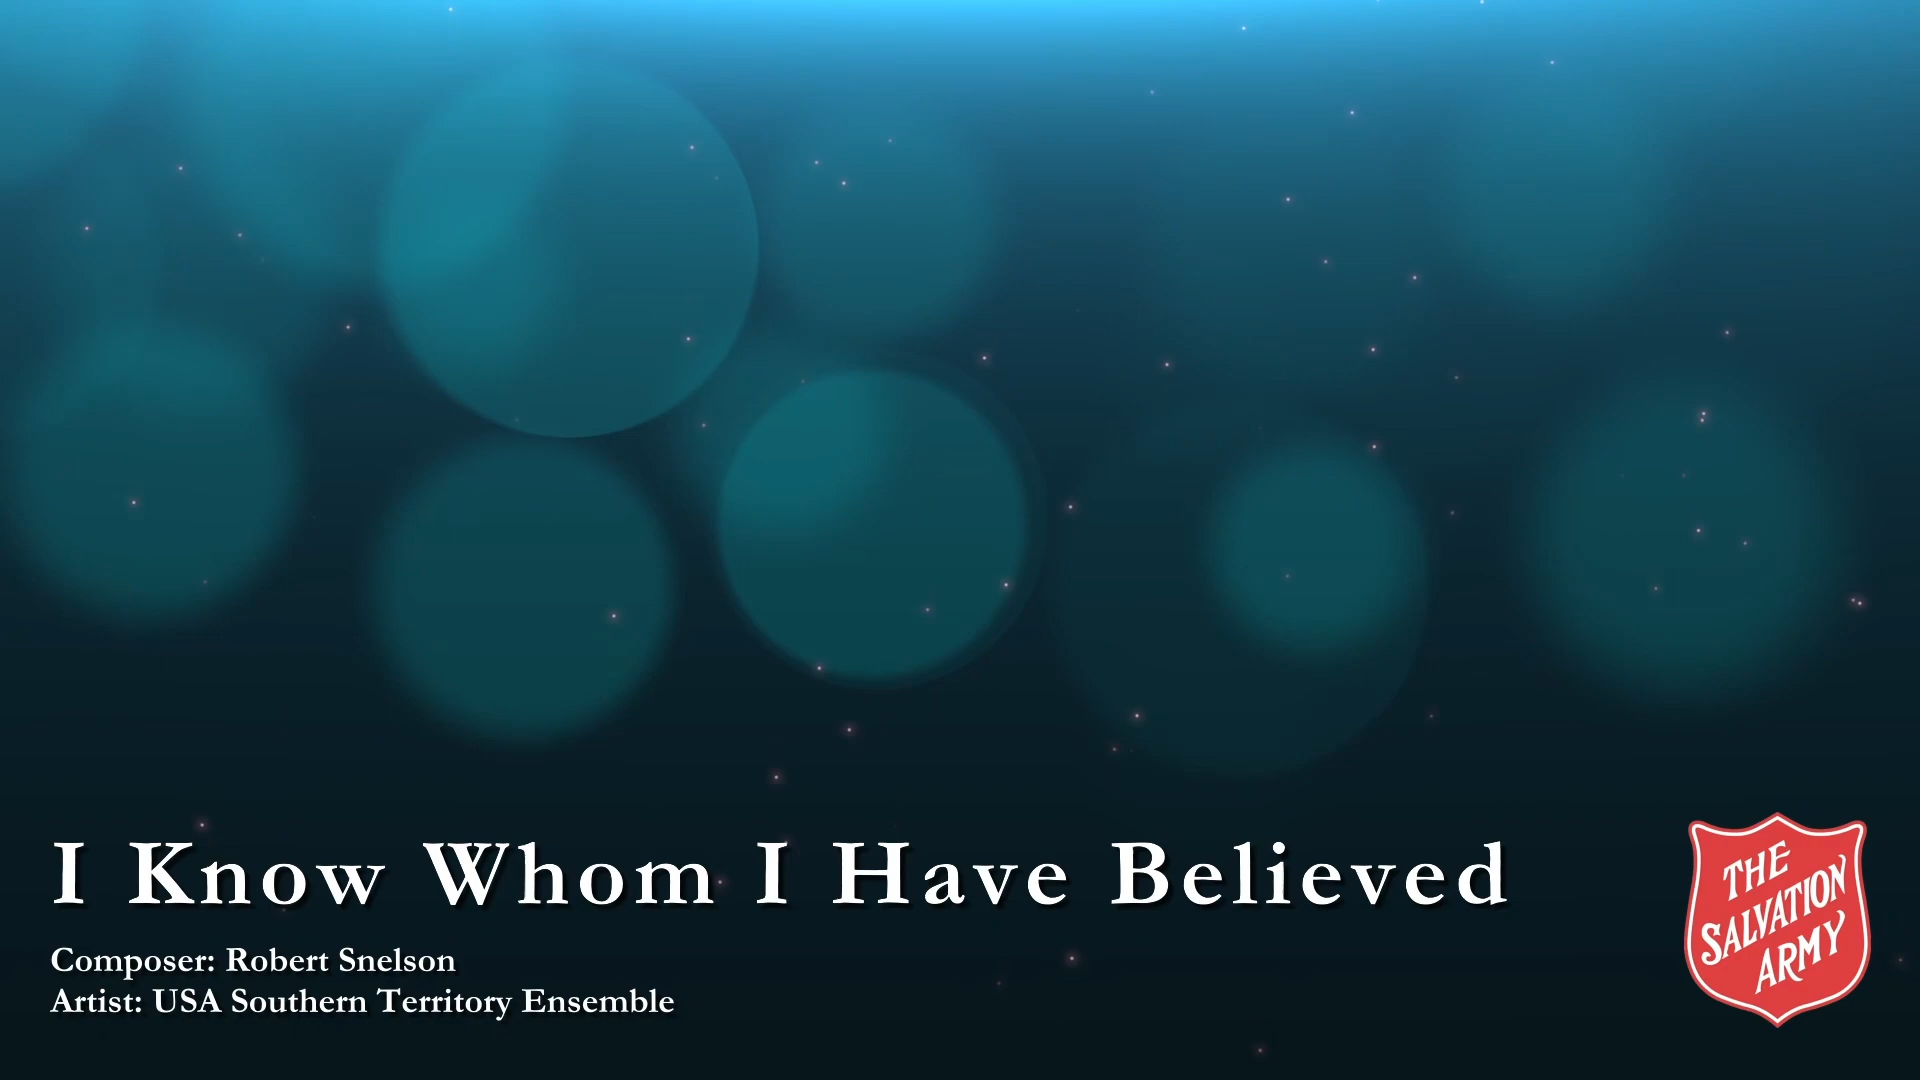 I Know Whom I Have Believed
Composer: Robert Snelson
Artist: USA Southern Territory Ensemble
THE
SALVATION
ARMY